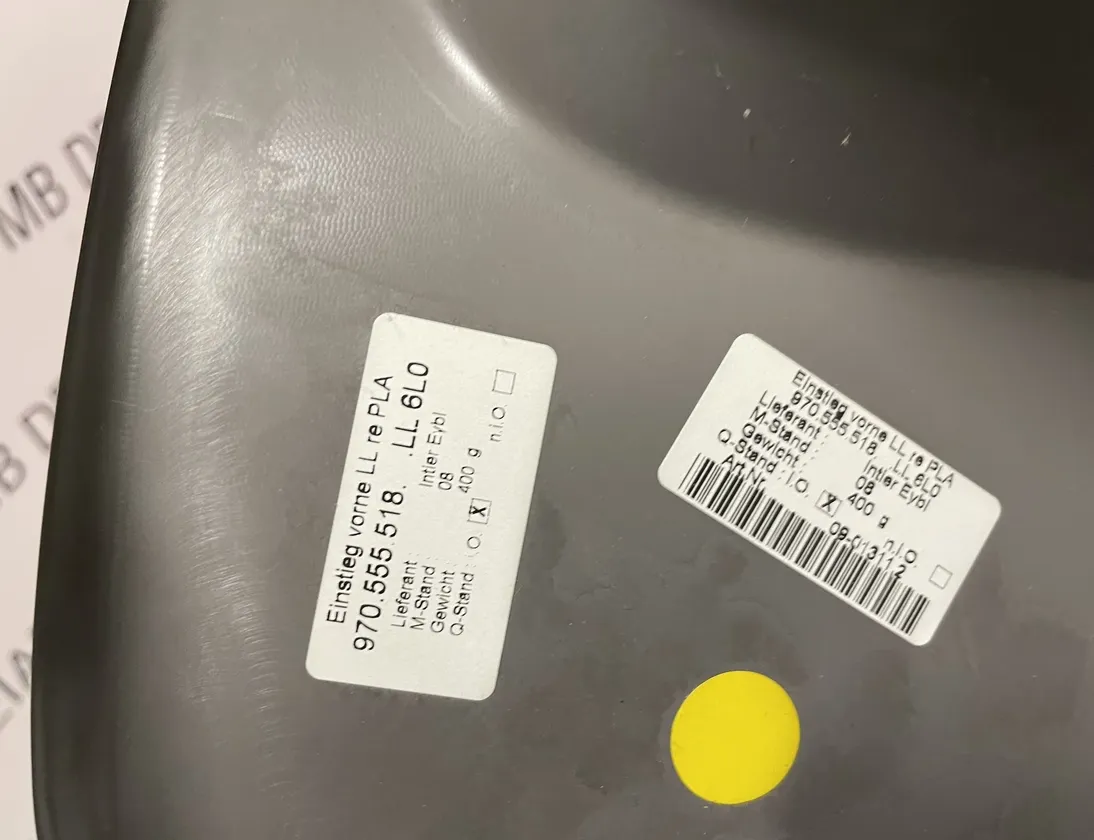 MB D
MB D
Einstieg vorne LL re PLA
970.555.518. .LL 6L0
Lieferant : Intier Eybl
M-Stand : 08
Gewicht : 400 g
Q-Stand : i.O. X n.i.O.
Einstieg vorne LL re PLA
970.555.518. .LL 6L0
Lieferant : Intier Eybl
M-Stand : 08
Gewicht : 400 g
Q-Stand : i.O. X n.i.O.
Art.Nr.